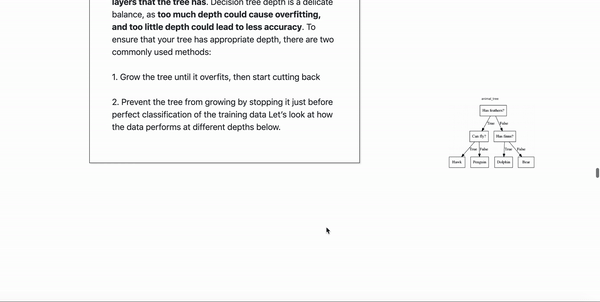 layers that the tree has. Decision tree depth is a delicate
balance, as too much depth could cause overfitting,
and too little depth could lead to less accuracy. To
ensure that your tree has appropriate depth, there are two
commonly used methods:
1. Grow the tree until it overfits, then start cutting back
2. Prevent the tree from growing by stopping it just before
perfect classification of the training data Let's look at how
the data performs at different depths below.
animal_tree
Has feathers?
True False
Can fly? Has fins?
True False True False
Hawk Penguin Dolphin Bear